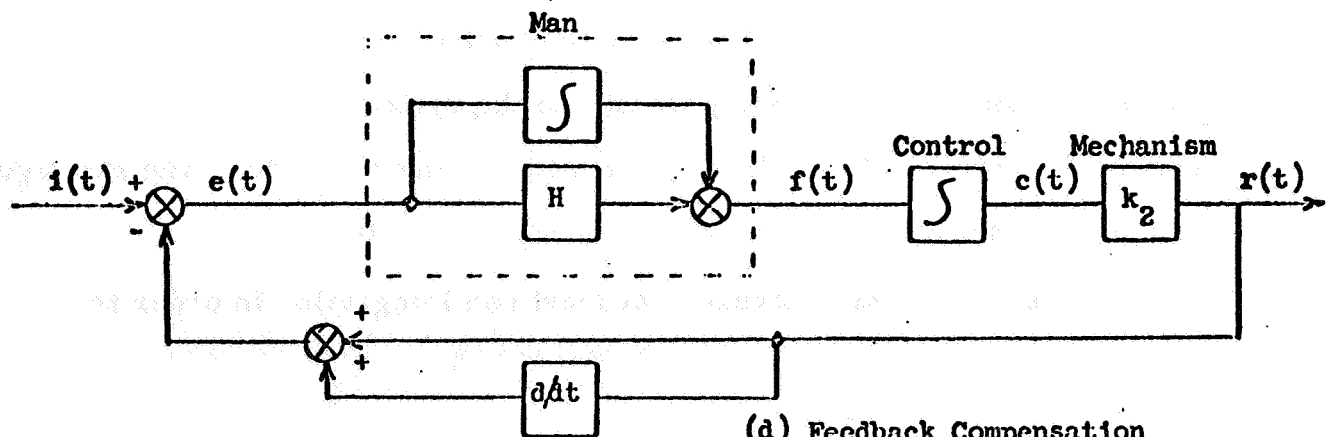 Man
∫
Control Mechanism
i(t) + e(t) H f(t) ∫ c(t) k₂ r(t)
-
+
+
d/dt
(d) Feedback Compensation